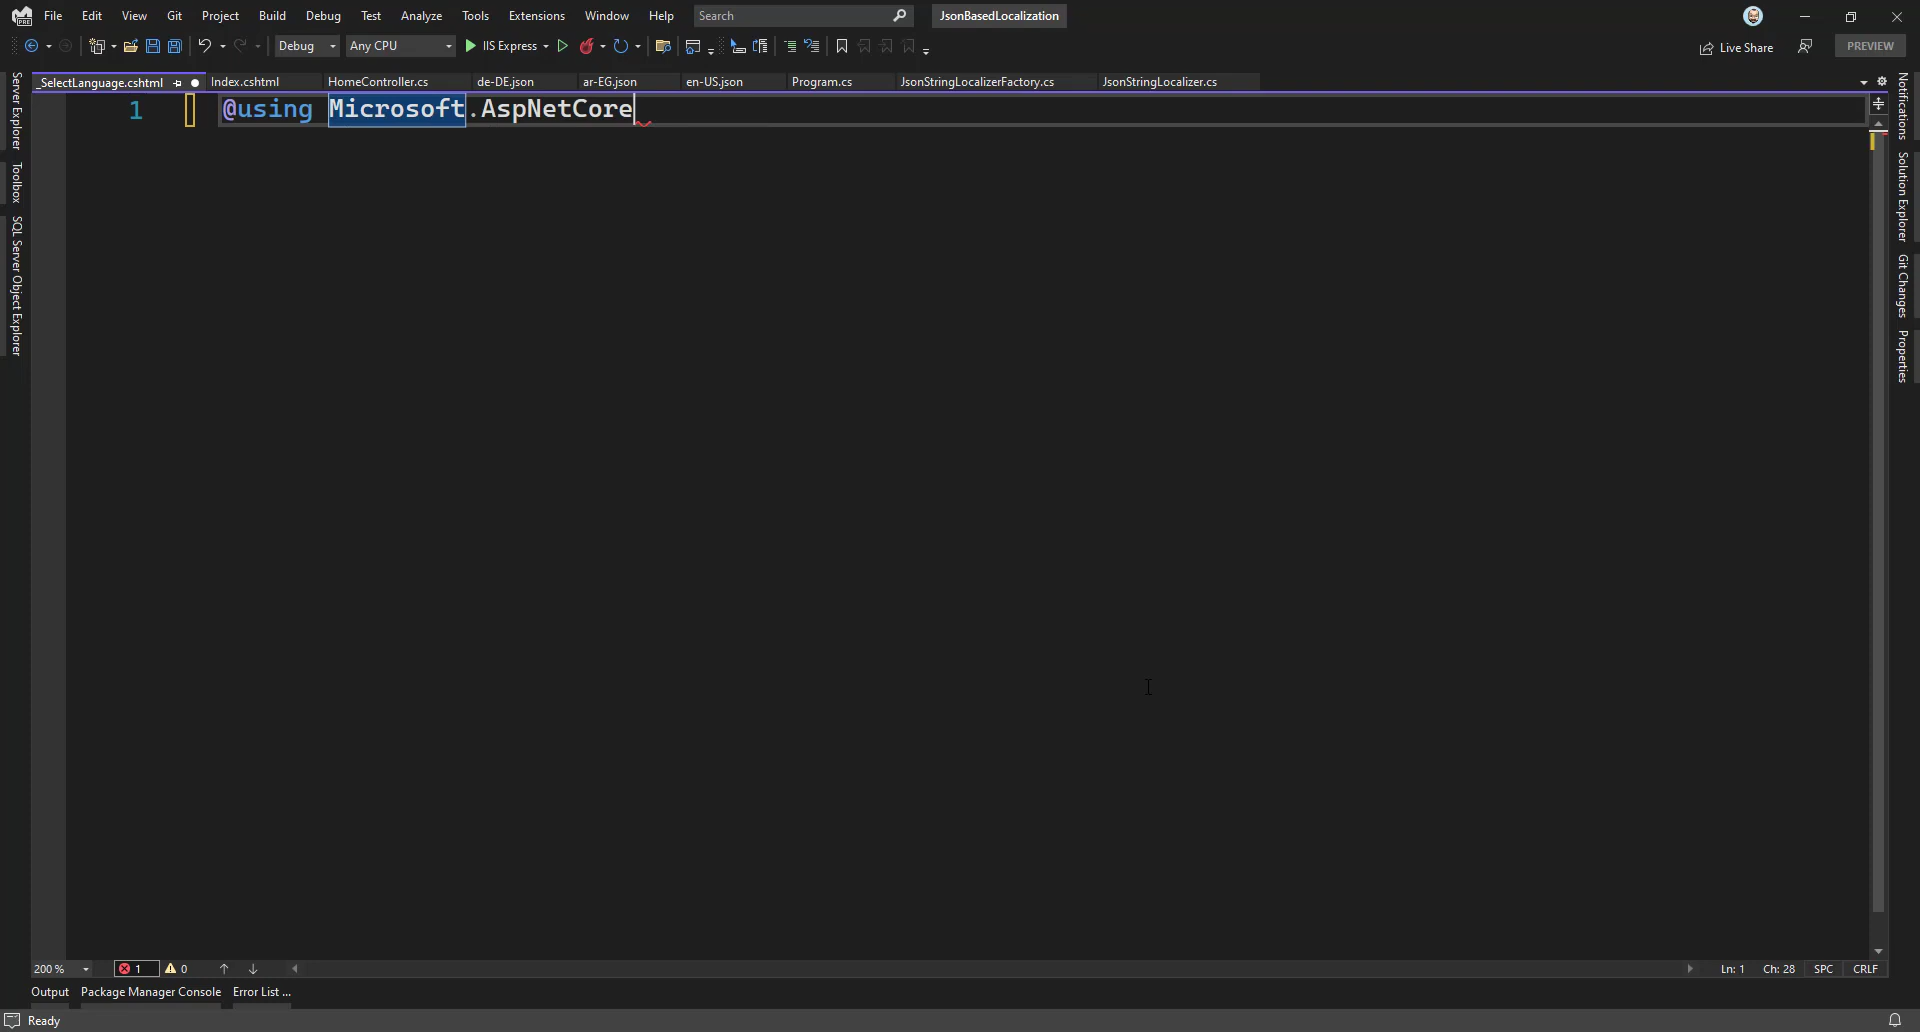 File Edit View Git Project Build Debug Test Analyze Tools Extensions Window Help Search JsonBasedLocalization
Debug Any CPU IIS Express Live Share PREVIEW
_SelectLanguage.cshtml Index.cshtml HomeController.cs de-DE.json ar-EG.json en-US.json Program.cs JsonStringLocalizerFactory.cs JsonStringLocalizer.cs
1 @using Microsoft.AspNetCore
Server Explorer
Toolbox
SQL Server Object Explorer
Notifications
Solution Explorer
Git Changes
Properties
200 % 1 0 Ln: 1 Ch: 28 SPC CRLF
Output Package Manager Console Error List ...
Ready